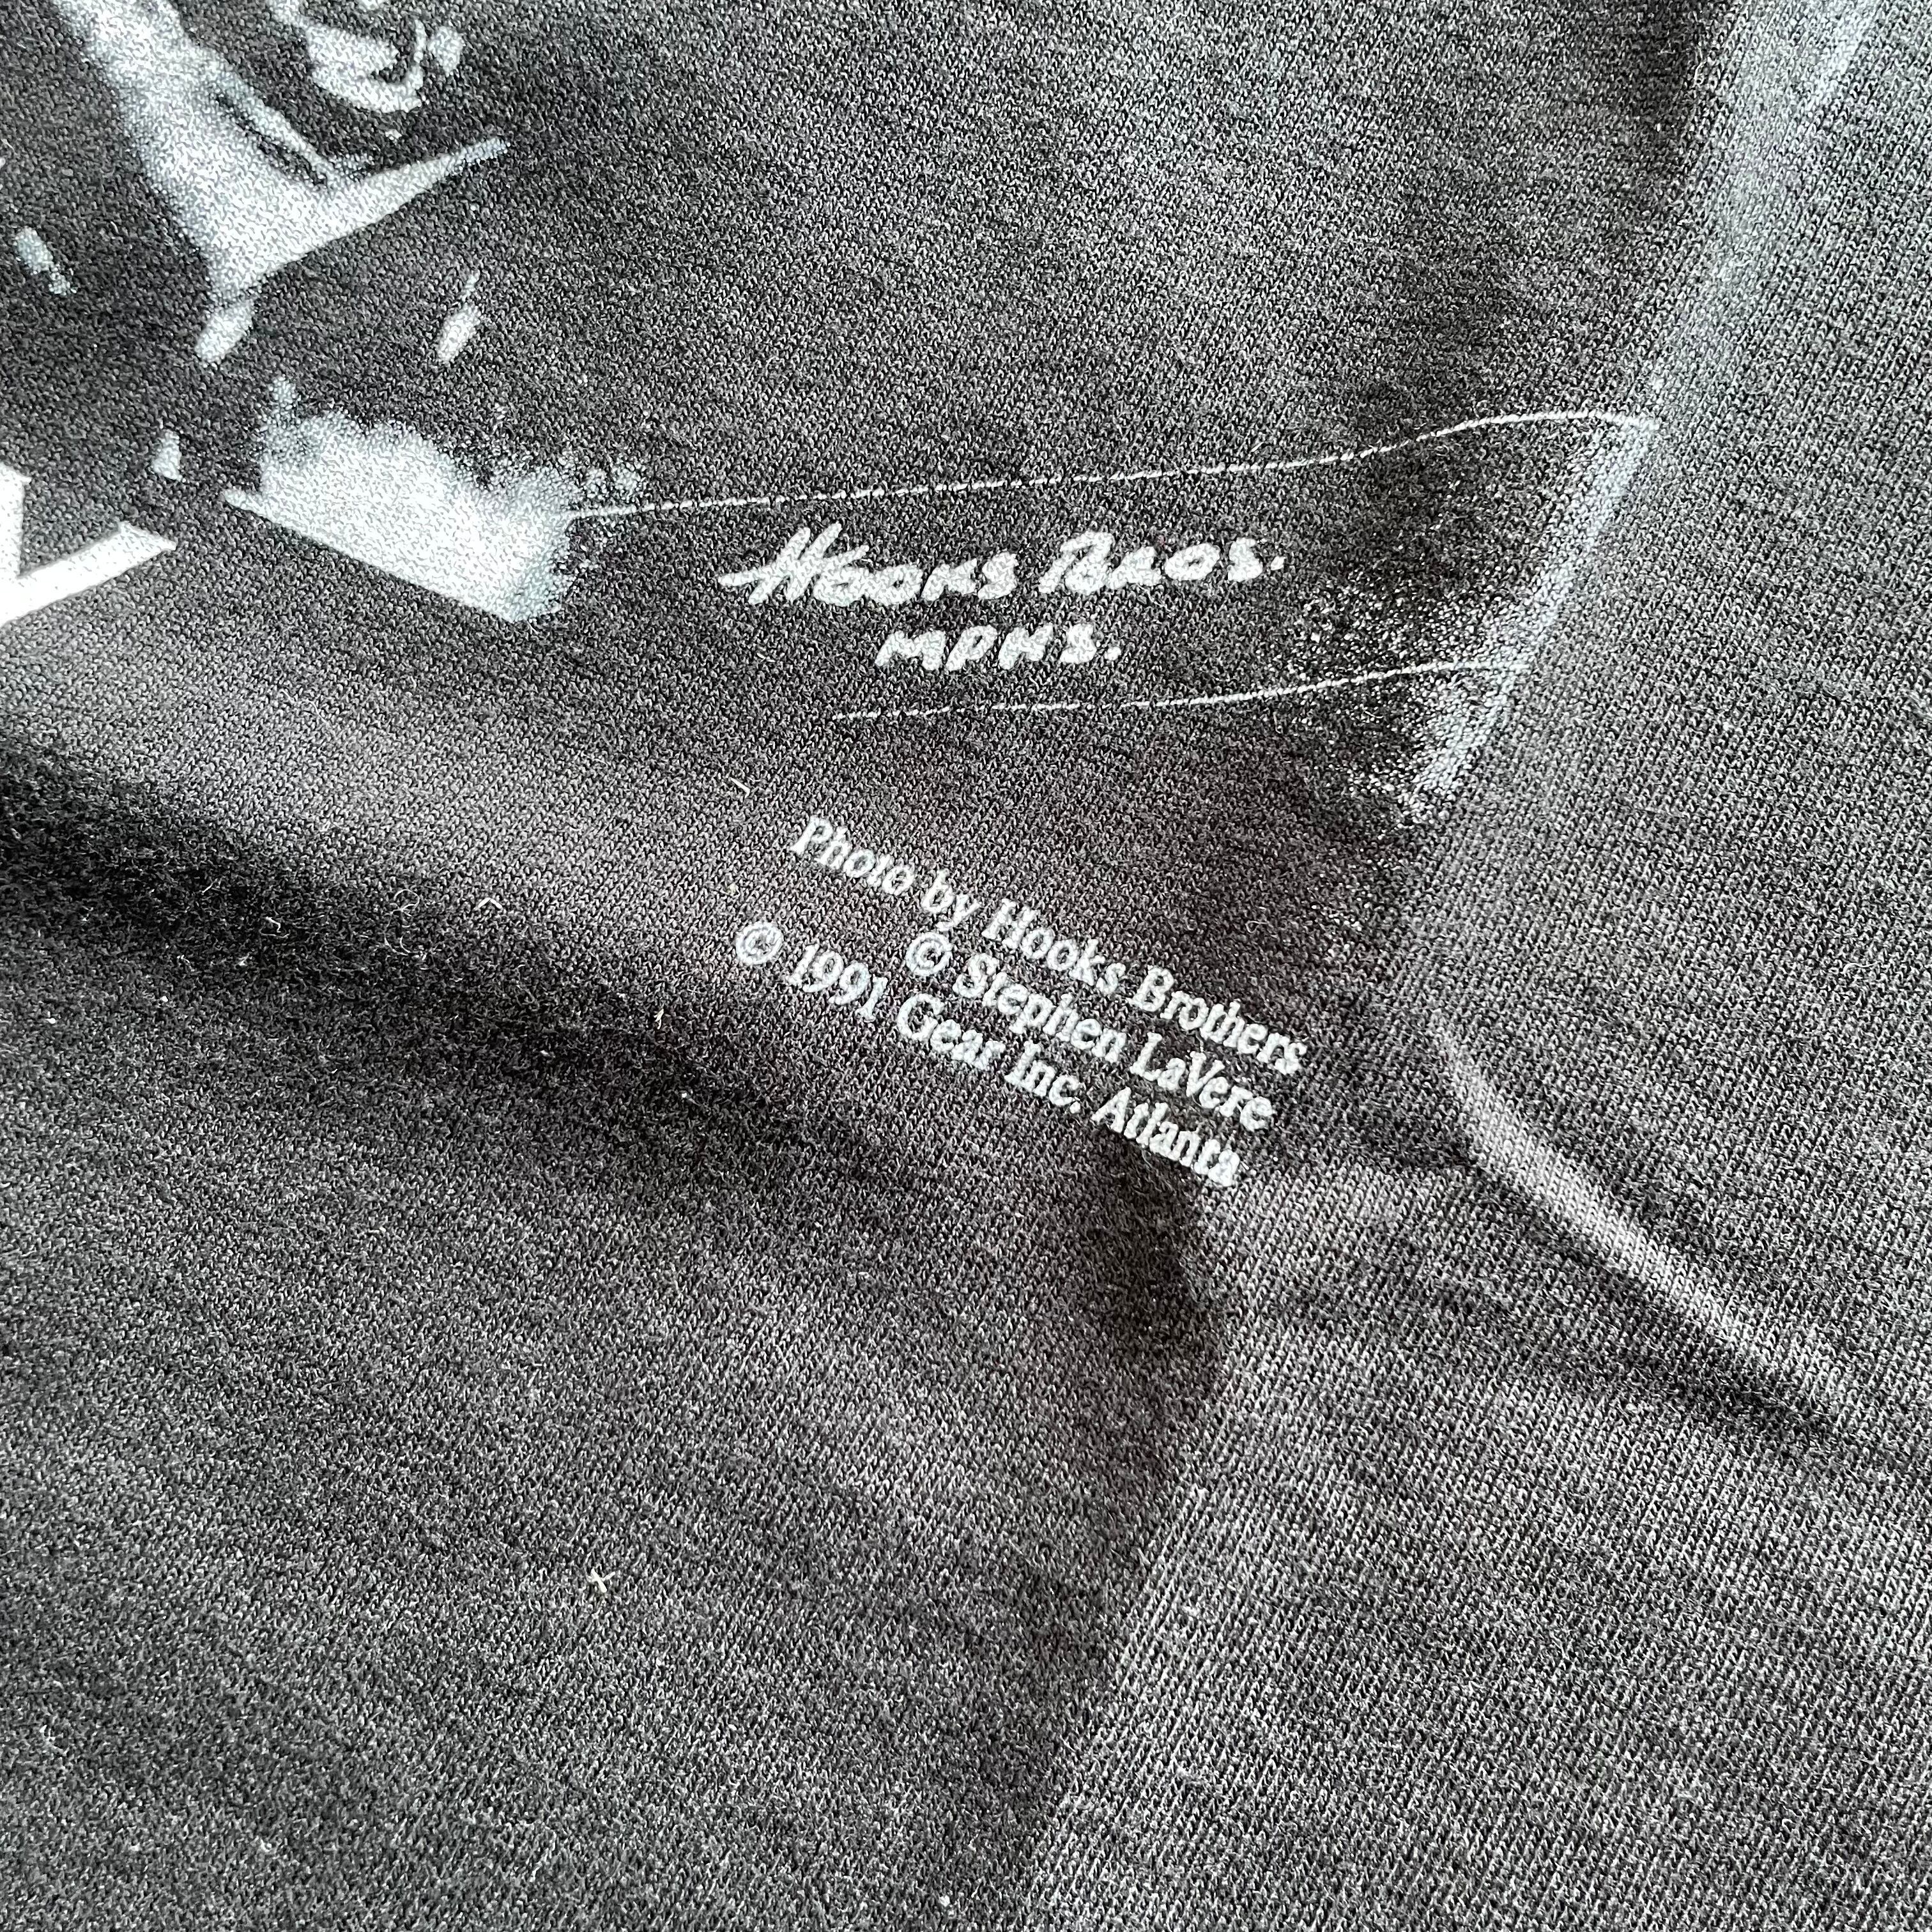 Hooks Bros.
MPHS.
Photo by Hooks Brothers
© Stephen LaVere
© 1991 Gear Inc. Atlanta